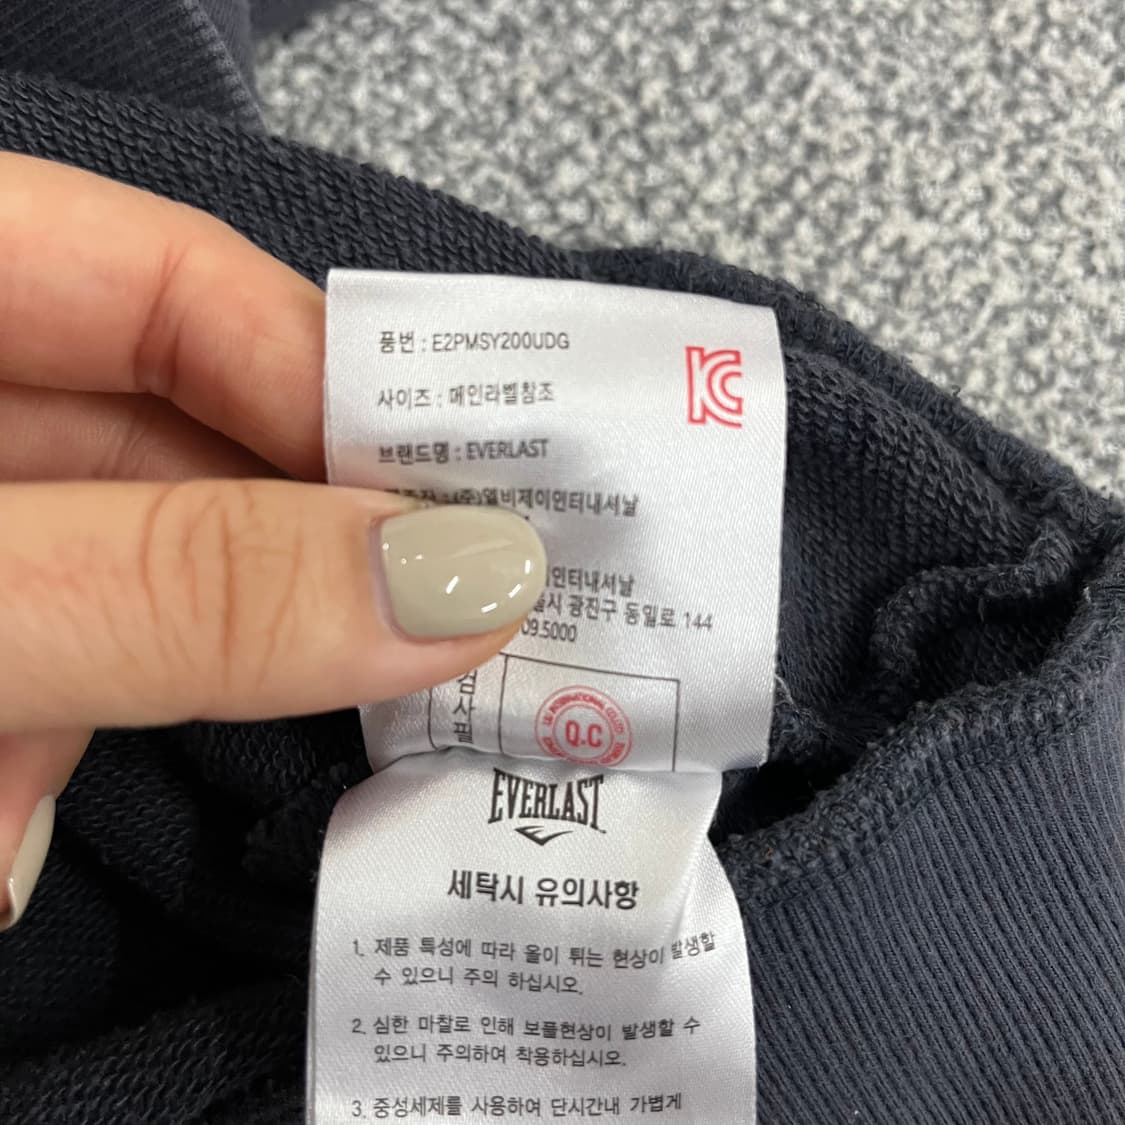 품번 : E2PMSY200UDG
사이즈 : 메인라벨참조
브랜드명 : EVERLAST
(주)엘비제이인터내셔날
인터내셔날
광진구 동일로 144
09.5000
검사필
Q.C
EVERLAST
세탁시 유의사항
1. 제품 특성에 따라 올이 튀는 현상이 발생할
수 있으니 주의 하십시오.
2. 심한 마찰로 인해 보플현상이 발생할 수
있으니 주의하여 착용하십시오.
3. 중성세제를 사용하여 단시간내 가볍게